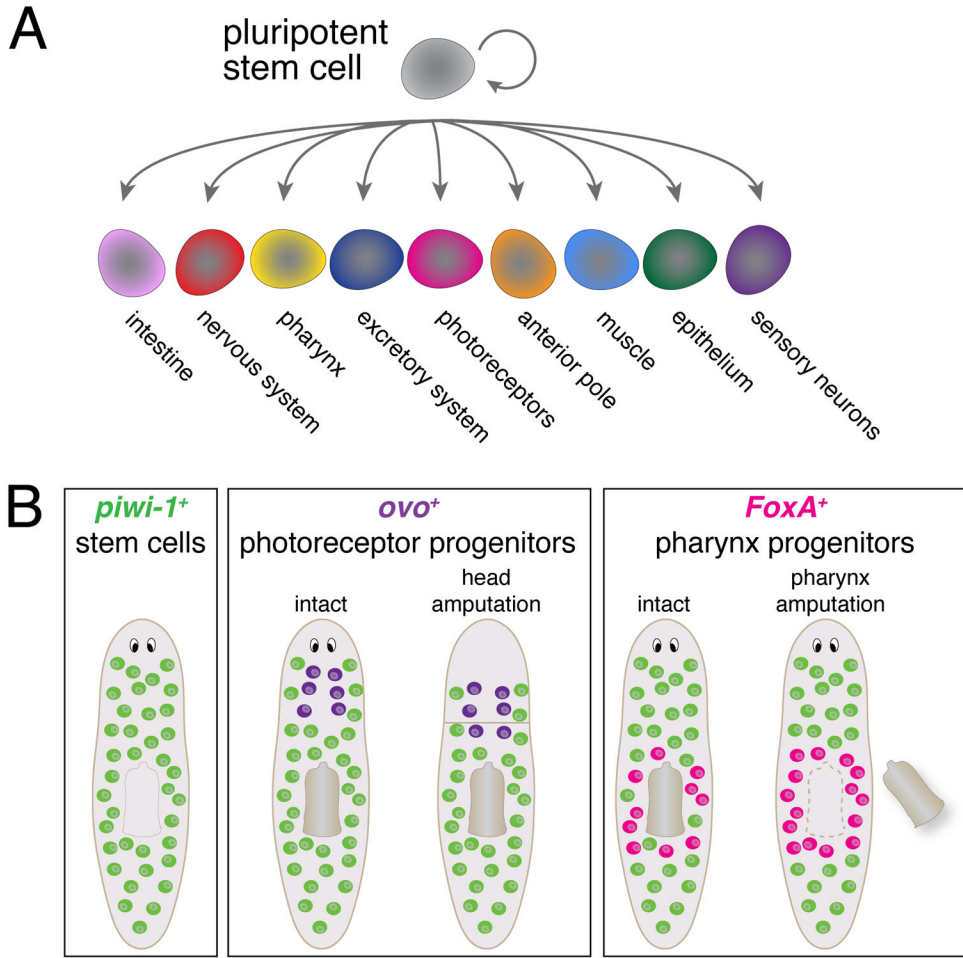 A
pluripotent
stem cell
intestine
nervous system
pharynx
excretory system
photoreceptors
anterior pole
muscle
epithelium
sensory neurons
B
piwi-1⁺
stem cells
ovo⁺
photoreceptor progenitors
intact
head
amputation
FoxA⁺
pharynx progenitors
intact
pharynx
amputation